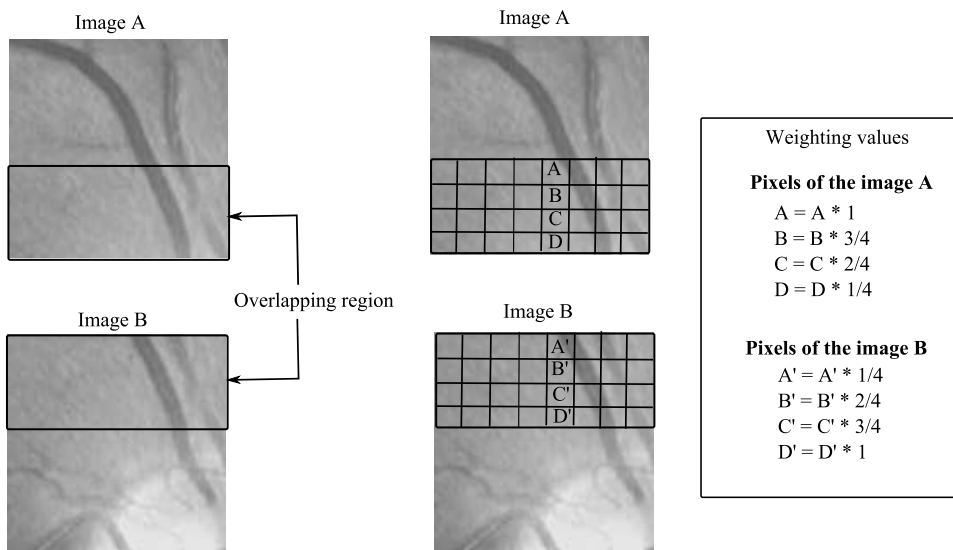 Image A
Overlapping region
Image B
Image A
A
B
C
D
Image B
A'
B'
C'
D'
Weighting values
Pixels of the image A
A = A * 1
B = B * 3/4
C = C * 2/4
D = D * 1/4
Pixels of the image B
A' = A' * 1/4
B' = B' * 2/4
C' = C' * 3/4
D' = D' * 1